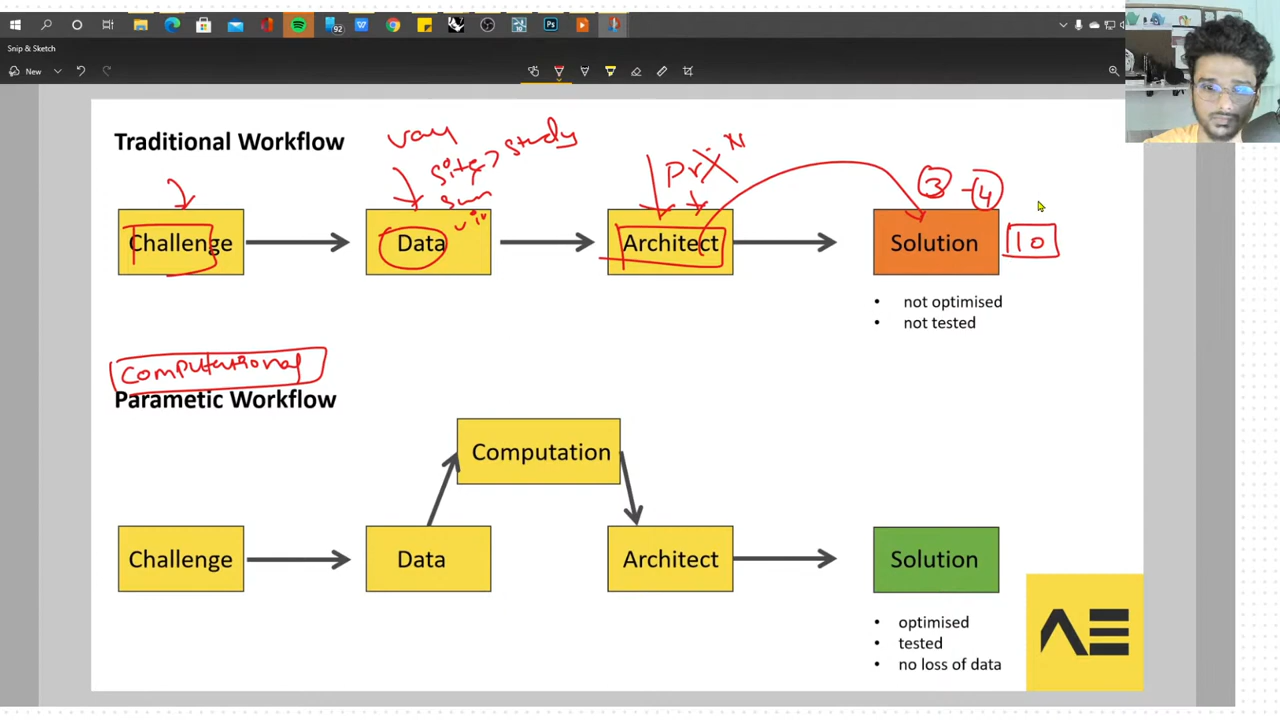 92
Snip & Sketch
New
Traditional Workflow
Site > Study
3 - 4
Challenge
Data
Architect
Solution
10
• not optimised
• not tested
Computational
Parametic Workflow
Computation
Challenge
Data
Architect
Solution
• optimised
• tested
• no loss of data